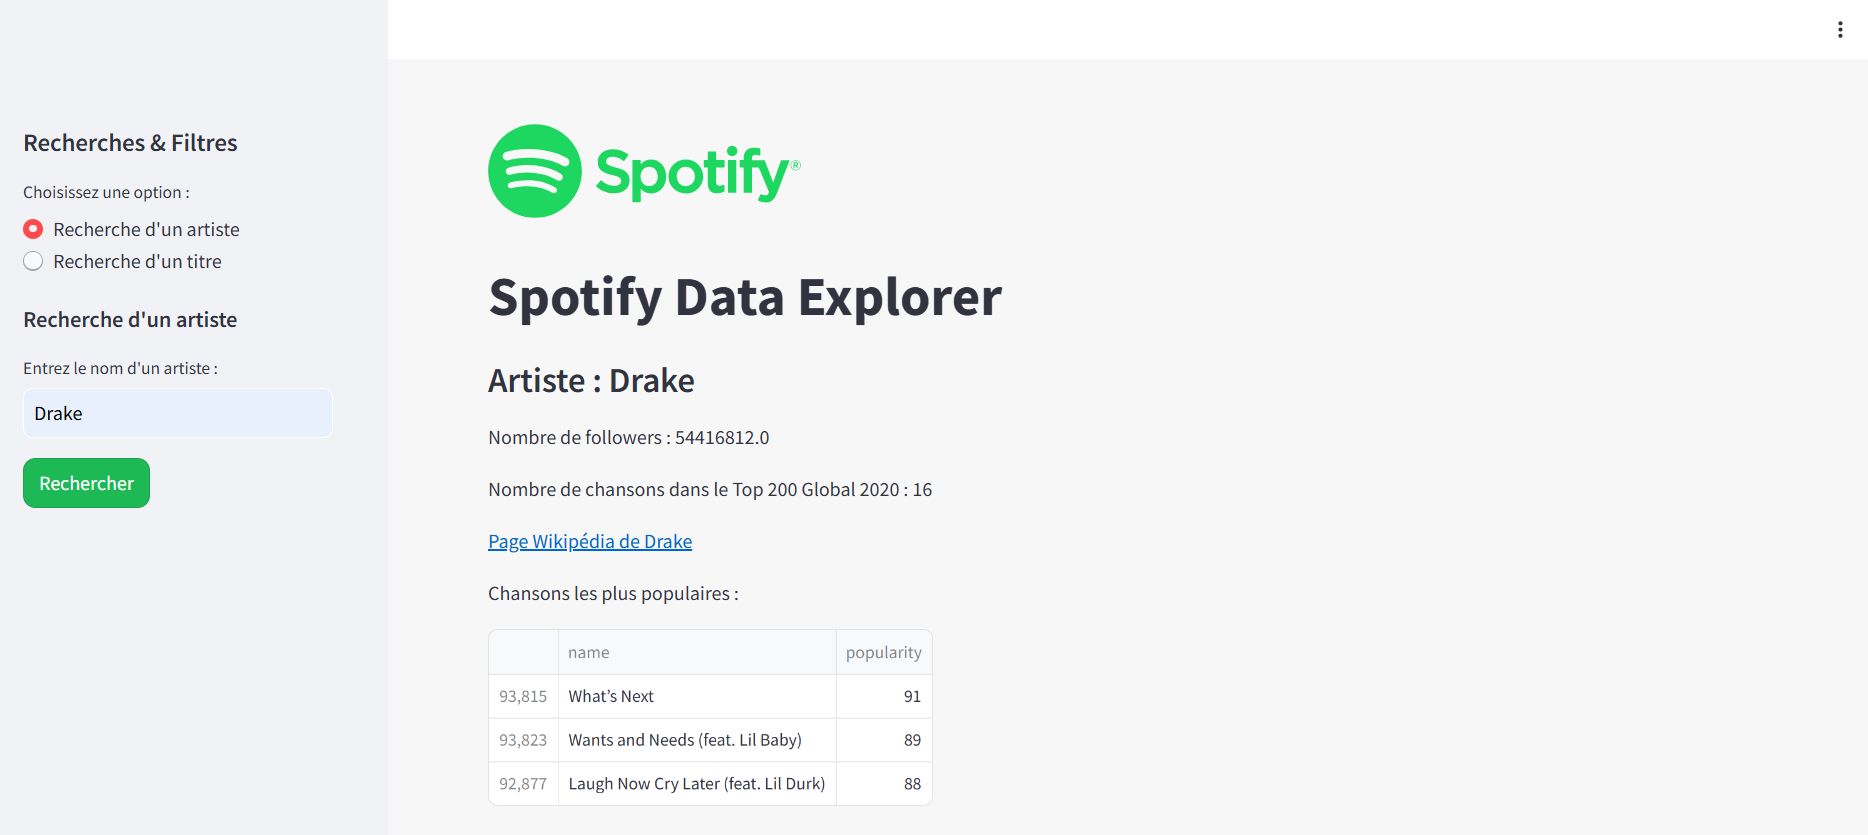 Recherches & Filtres
Choisissez une option :
Recherche d'un artiste
Recherche d'un titre
Recherche d'un artiste
Entrez le nom d'un artiste :
Drake
Rechercher
Spotify®
Spotify Data Explorer
Artiste : Drake
Nombre de followers : 54416812.0
Nombre de chansons dans le Top 200 Global 2020 : 16
Page Wikipédia de Drake
Chansons les plus populaires :
name popularity
93,815 What’s Next 91
93,823 Wants and Needs (feat. Lil Baby) 89
92,877 Laugh Now Cry Later (feat. Lil Durk) 88